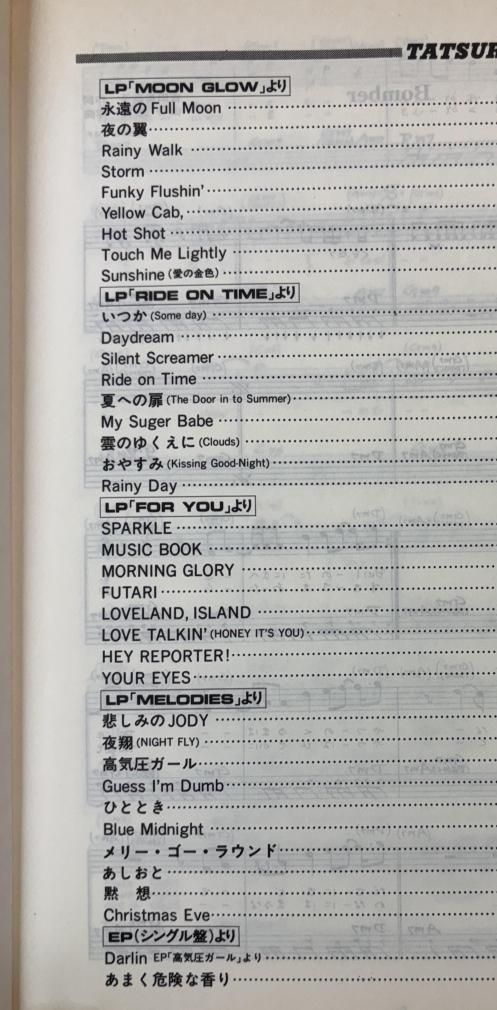 TATSUR
LP「MOON GLOW」より
永遠のFull Moon
夜の翼
Rainy Walk
Storm
Funky Flushin'
Yellow Cab,
Hot Shot
Touch Me Lightly
Sunshine (愛の金色)
LP「RIDE ON TIME」より
いつか (Some day)
Daydream
Silent Screamer
Ride on Time
夏への扉 (The Door in to Summer)
My Suger Babe
雲のゆくえに (Clouds)
おやすみ (Kissing Good-Night)
Rainy Day
LP「FOR YOU」より
SPARKLE
MUSIC BOOK
MORNING GLORY
FUTARI
LOVELAND, ISLAND
LOVE TALKIN' (HONEY IT'S YOU)
HEY REPORTER!
YOUR EYES
LP「MELODIES」より
悲しみのJODY
夜翔 (NIGHT FLY)
高気圧ガール
Guess I'm Dumb
ひととき
Blue Midnight
メリー・ゴー・ラウンド
あしおと
黙 想
Christmas Eve
EP(シングル盤)より
Darlin EP「高気圧ガール」より
あまく危険な香り